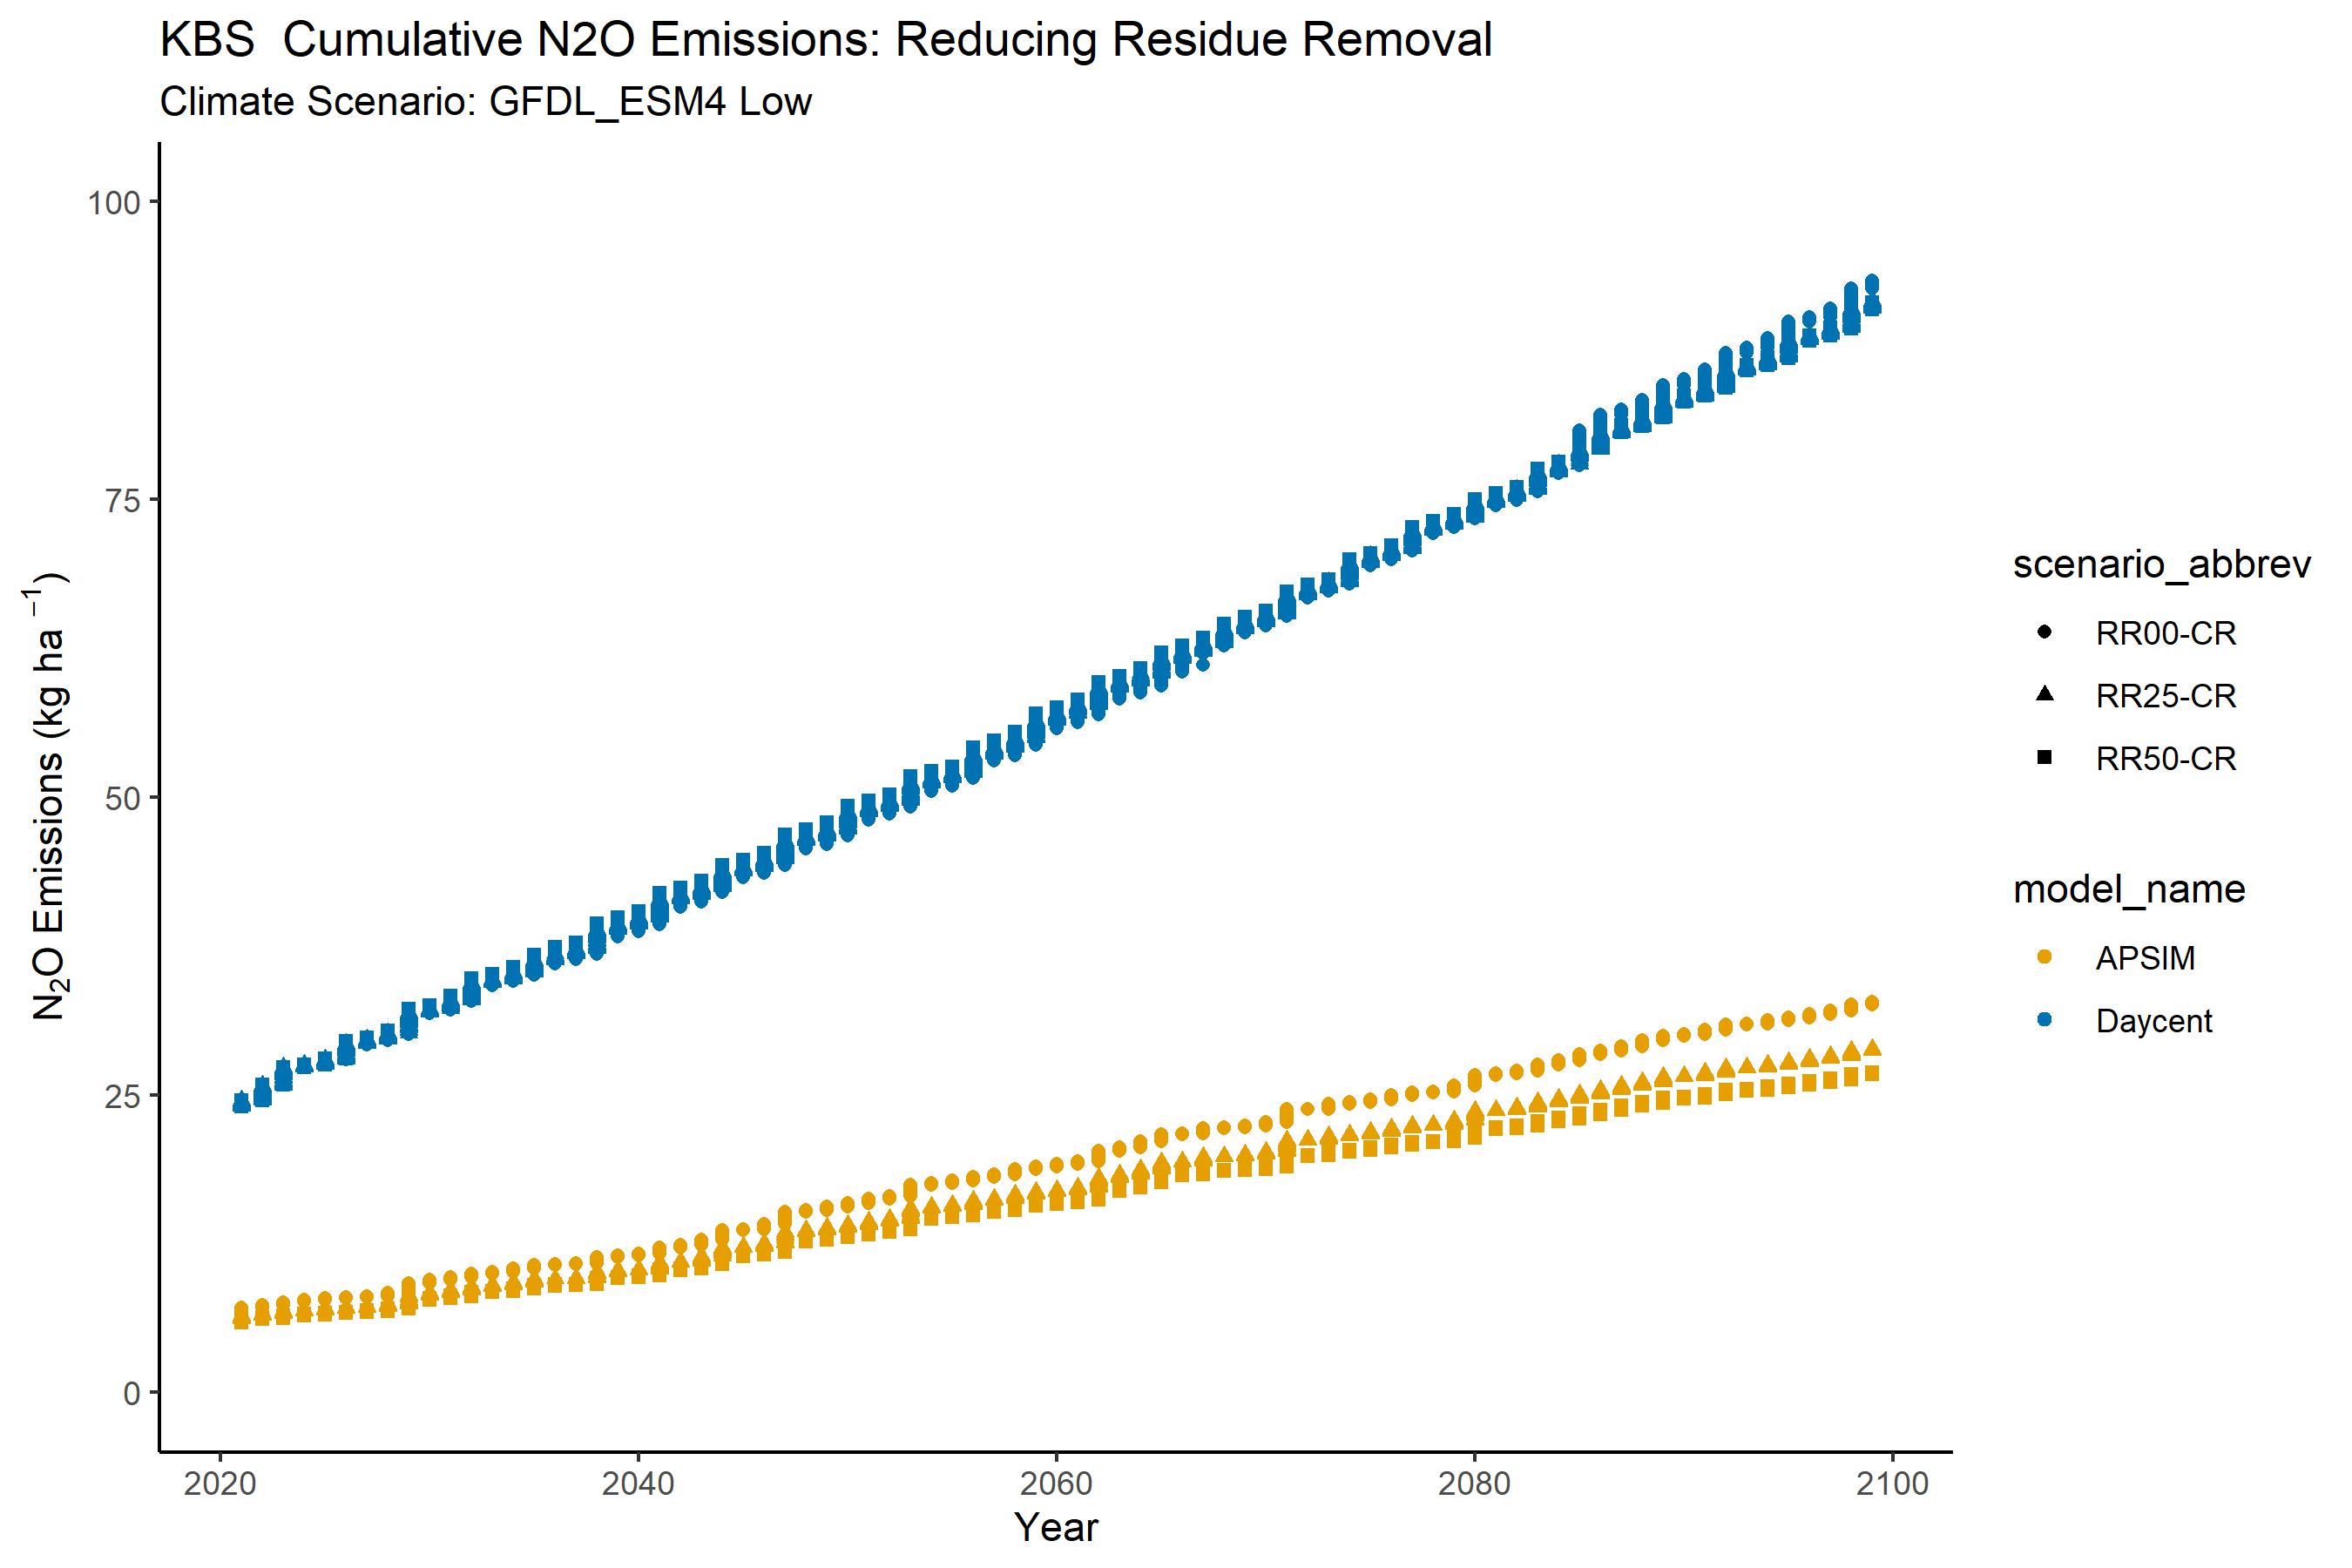 KBS  Cumulative N2O Emissions: Reducing Residue Removal
Climate Scenario: GFDL_ESM4 Low
N₂O Emissions (kg ha ⁻¹)
100
75
50
25
0
2020 2040 2060 2080 2100
Year
scenario_abbrev
RR00-CR
RR25-CR
RR50-CR
model_name
APSIM
Daycent